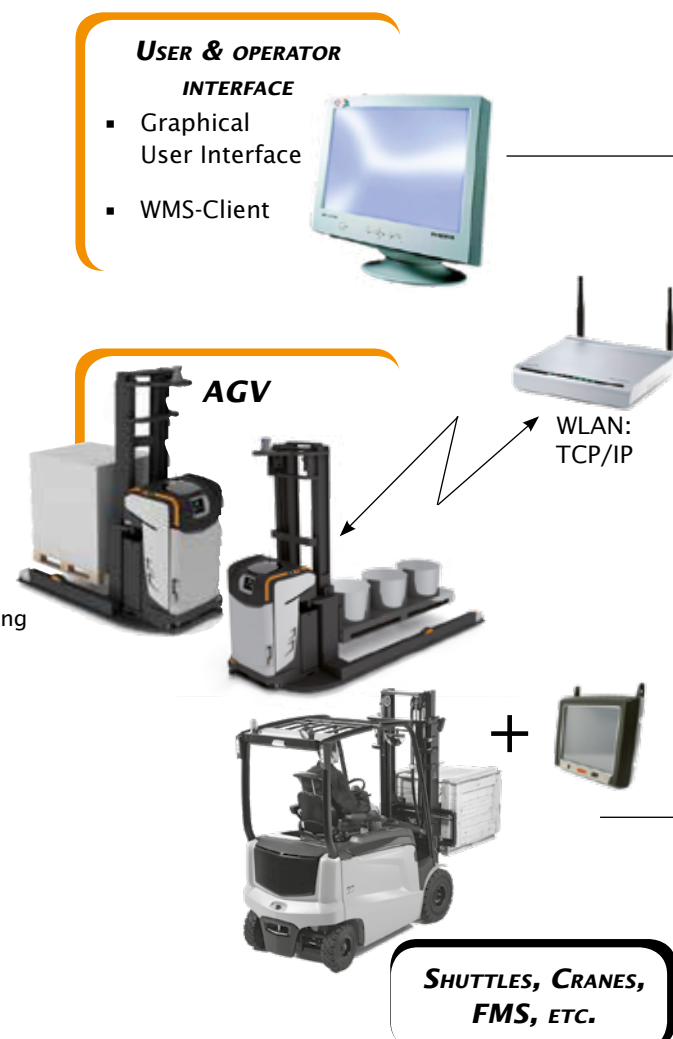 User & operator
interface
▪ Graphical
User Interface
▪ WMS-Client
AGV
WLAN:
TCP/IP
ng
+
Shuttles, Cranes,
FMS, etc.